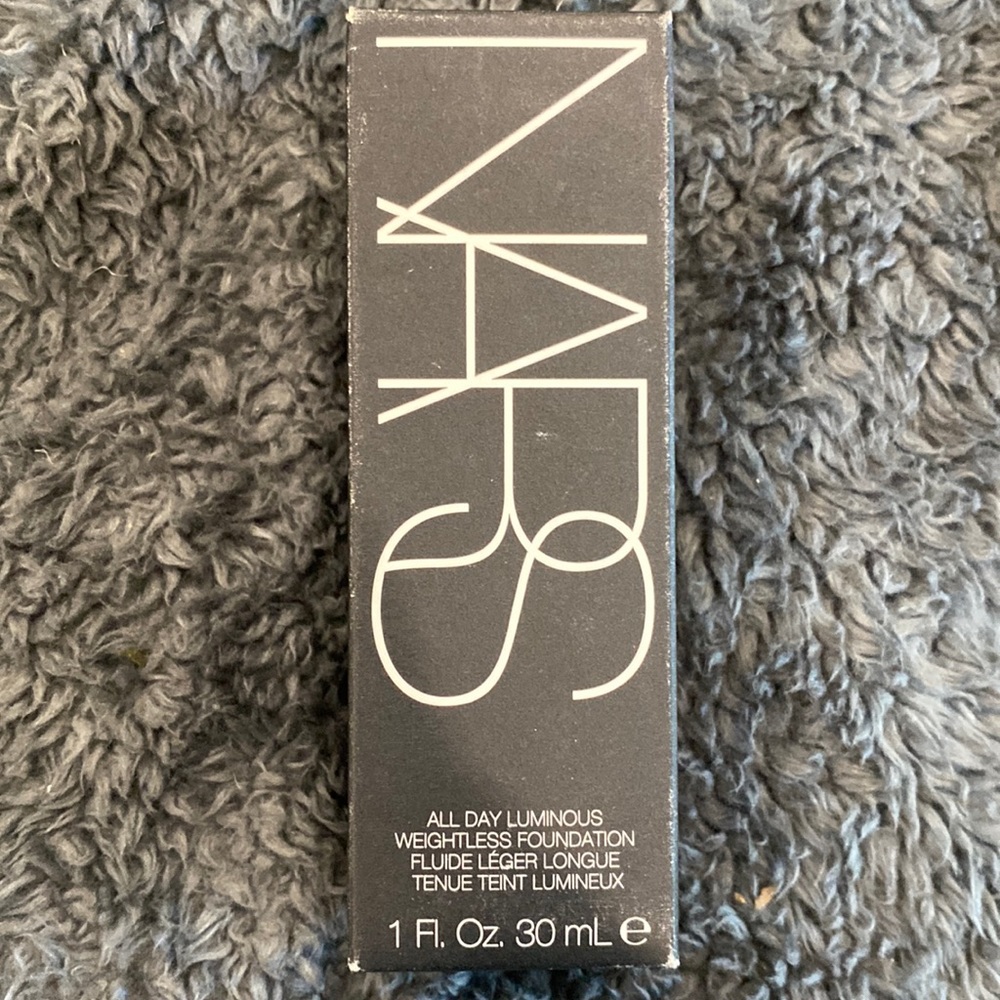 NARS
ALL DAY LUMINOUS
WEIGHTLESS FOUNDATION
FLUIDE LÉGER LONGUE
TENUE TEINT LUMINEUX
1 Fl. Oz. 30 mL ℮